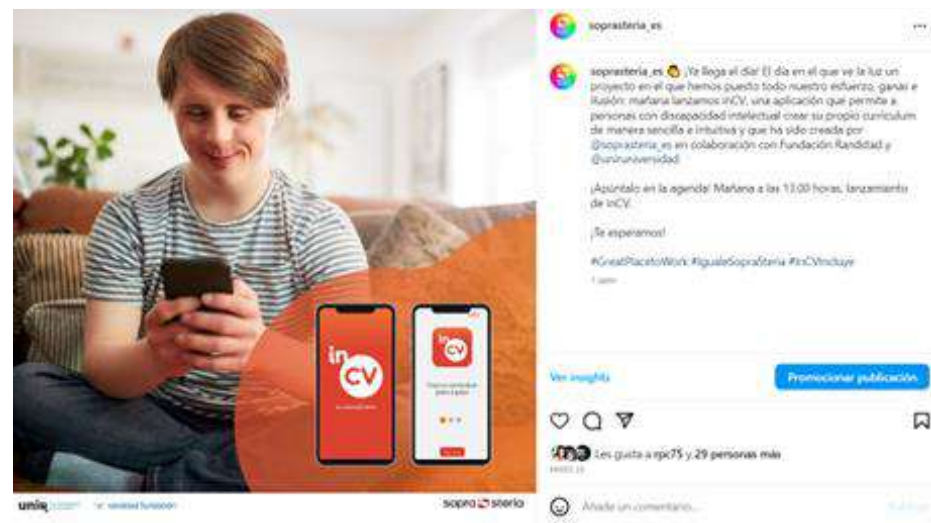 soprasteria_es
soprasteria_es ¡Ya llega el día! El día en el que ve la luz un
proyecto en el que hemos puesto todo nuestro esfuerzo, ganas e
ilusión: mañana lanzamos inCV, una aplicación que permite a
personas con discapacidad intelectual crear su propio curriculum
de manera sencilla e intuitiva y que ha sido creada por
@soprasteria_es en colaboración con Fundación Randstad y
@uniruniversidad
¡Apúntalo en la agenda! Mañana a las 13:00 horas, lanzamiento
de inCV.
¡Te esperamos!
#GreatPlacetoWork #IgualeSopraSteria #InCVIncluye
in
CV
in
CV
Ver insights
Promocionar publicación
Les gusta a rpic75 y 29 personas más
Añade un comentario...
unir
randstad fundación
sopra steria